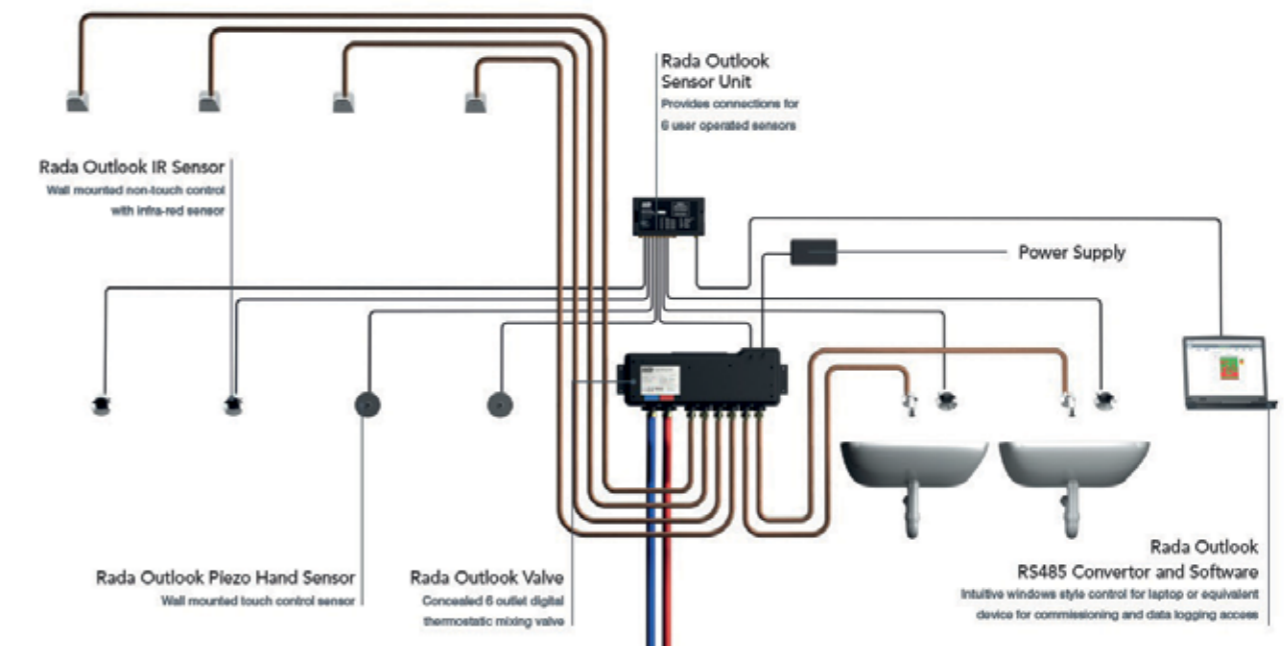 Rada Outlook
Sensor Unit
Provides connections for
6 user operated sensors
Rada Outlook IR Sensor
Wall mounted non-touch control
with infra-red sensor
Power Supply
Rada Outlook Piezo Hand Sensor
Wall mounted touch control sensor
Rada Outlook Valve
Concealed 6 outlet digital
thermostatic mixing valve
Rada Outlook
RS485 Convertor and Software
Intuitive windows style control for laptop or equivalent
device for commissioning and data logging access